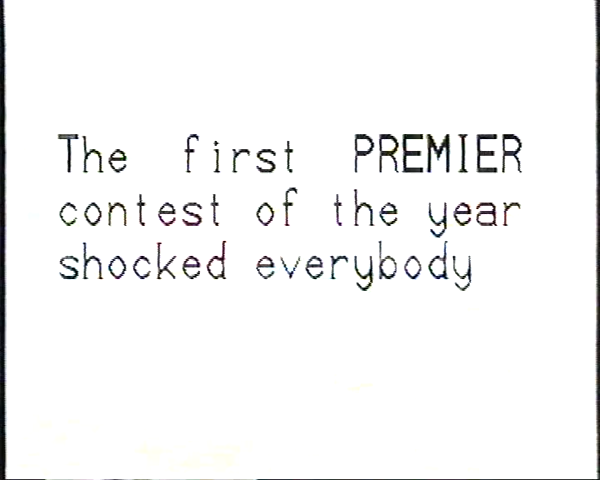 The first PREMIER
contest of the year
shocked everybody